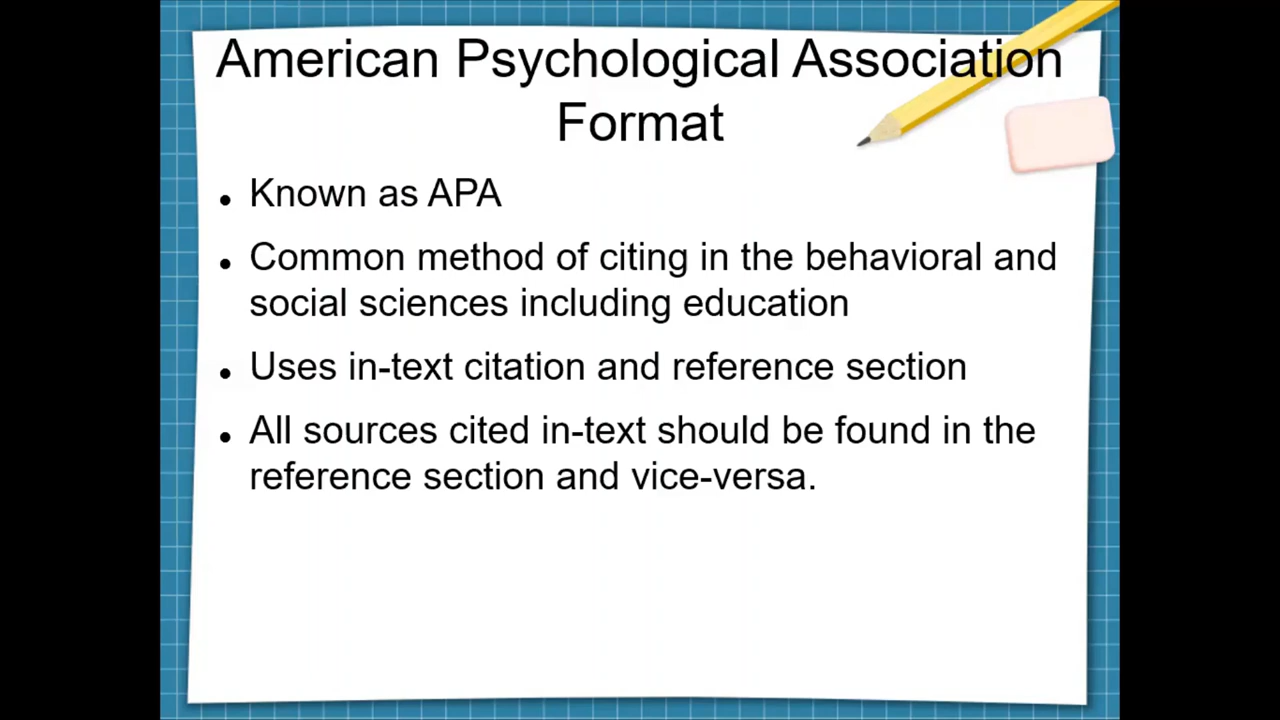 American Psychological Association
Format
• Known as APA
• Common method of citing in the behavioral and
social sciences including education
• Uses in-text citation and reference section
• All sources cited in-text should be found in the
reference section and vice-versa.